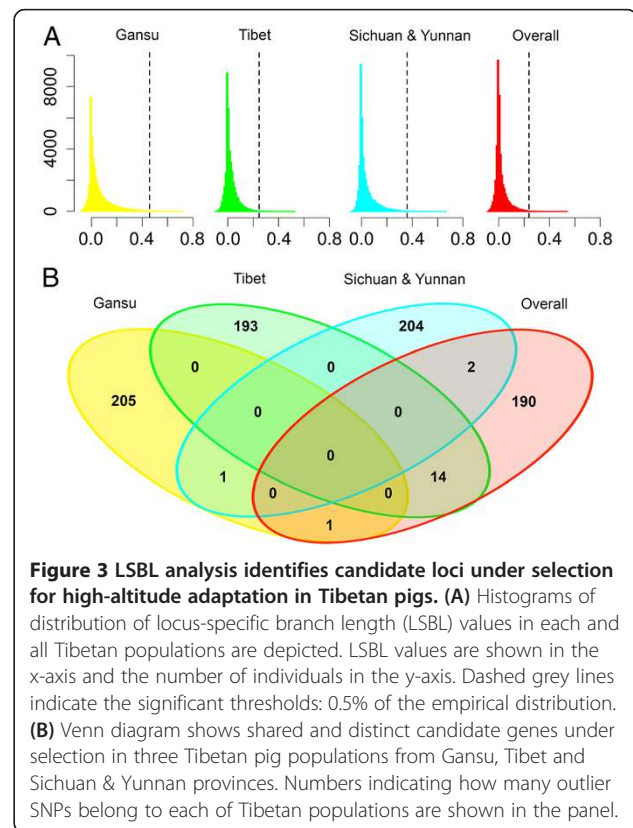 A
Gansu Tibet Sichuan & Yunnan Overall
8000
4000
0
0.0 0.4 0.8 0.0 0.4 0.8 0.0 0.4 0.8 0.0 0.4 0.8
B
Gansu Tibet Sichuan & Yunnan Overall
193 204
0 0 2
205 0 0 190
0
1 0 0 14
1
Figure 3 LSBL analysis identifies candidate loci under selection
for high-altitude adaptation in Tibetan pigs. (A) Histograms of
distribution of locus-specific branch length (LSBL) values in each and
all Tibetan populations are depicted. LSBL values are shown in the
x-axis and the number of individuals in the y-axis. Dashed grey lines
indicate the significant thresholds: 0.5% of the empirical distribution.
(B) Venn diagram shows shared and distinct candidate genes under
selection in three Tibetan pig populations from Gansu, Tibet and
Sichuan & Yunnan provinces. Numbers indicating how many outlier
SNPs belong to each of Tibetan populations are shown in the panel.